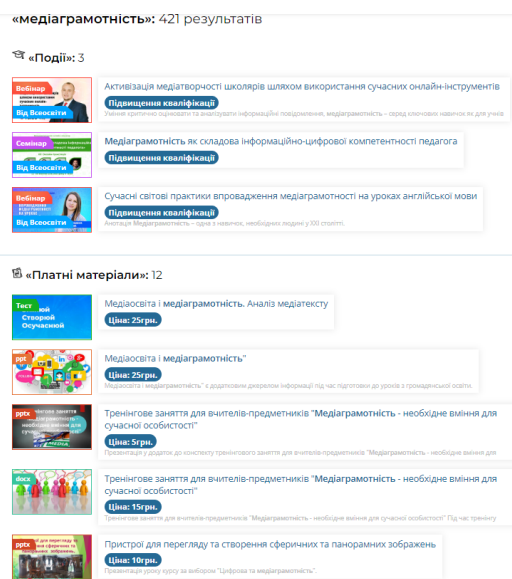 «медіаграмотність»: 421 результатів
«Події»: 3
Вебінар
Від Всеосвіти
Активізація медіатворчості школярів шляхом використання сучасних онлайн-інструментів
Підвищення кваліфікації
Уміння критично оцінювати та аналізувати інформаційні повідомлення, медіаграмотність – серед ключових навичок як для учнів
Семінар
Від Всеосвіти
Медіаграмотність як складова інформаційно-цифрової компетентності педагога
Підвищення кваліфікації
Вебінар
Від Всеосвіти
Сучасні світові практики впровадження медіаграмотності на уроках англійської мови
Підвищення кваліфікації
Анотація Медіаграмотність – одна з навичок, необхідних людині у XXI столітті.
«Платні матеріали»: 12
Тест
Створюй
Осучаснюй
Медіаосвіта і медіаграмотність. Аналіз медіатексту
Ціна: 25грн.
pptx
Медіаосвіта і медіаграмотність"
Ціна: 25грн.
Медіаосвіта і медіаграмотність" є додатковим джерелом інформації під час підготовки до уроків з громадянської освіти.
pptx
Тренінгове заняття для вчителів-предметників "Медіаграмотність - необхідне вміння для
сучасної особистості"
Ціна: 5грн.
Презентація у додаток до конспекту тренінгового заняття для вчителів-предметників "Медіаграмотність - необхідне вміння для
docx
Тренінгове заняття для вчителів-предметників "Медіаграмотність - необхідне вміння для
сучасної особистості"
Ціна: 15грн.
Тренінгове заняття для вчителів-предметників "Медіаграмотність - необхідне вміння для сучасної особистості" Під час тренінгу
pptx
Пристрої для перегляду та створення сферичних та панорамних зображень
Ціна: 10грн.
Презентація уроку курсу за вибором "Цифрова та медіаграмотність".